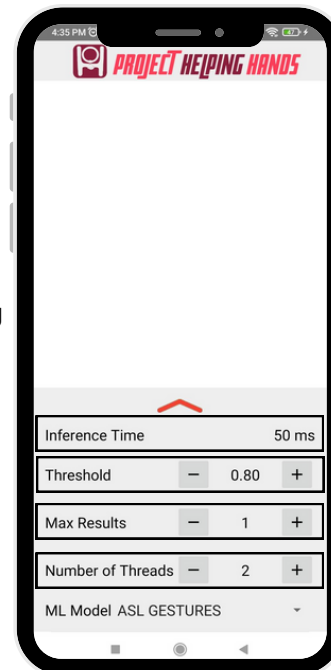 4:35 PM
47
PROJECT HELPING HANDS
Inference Time 50 ms
Threshold − 0.80 +
Max Results − 1 +
Number of Threads − 2 +
ML Model ASL GESTURES